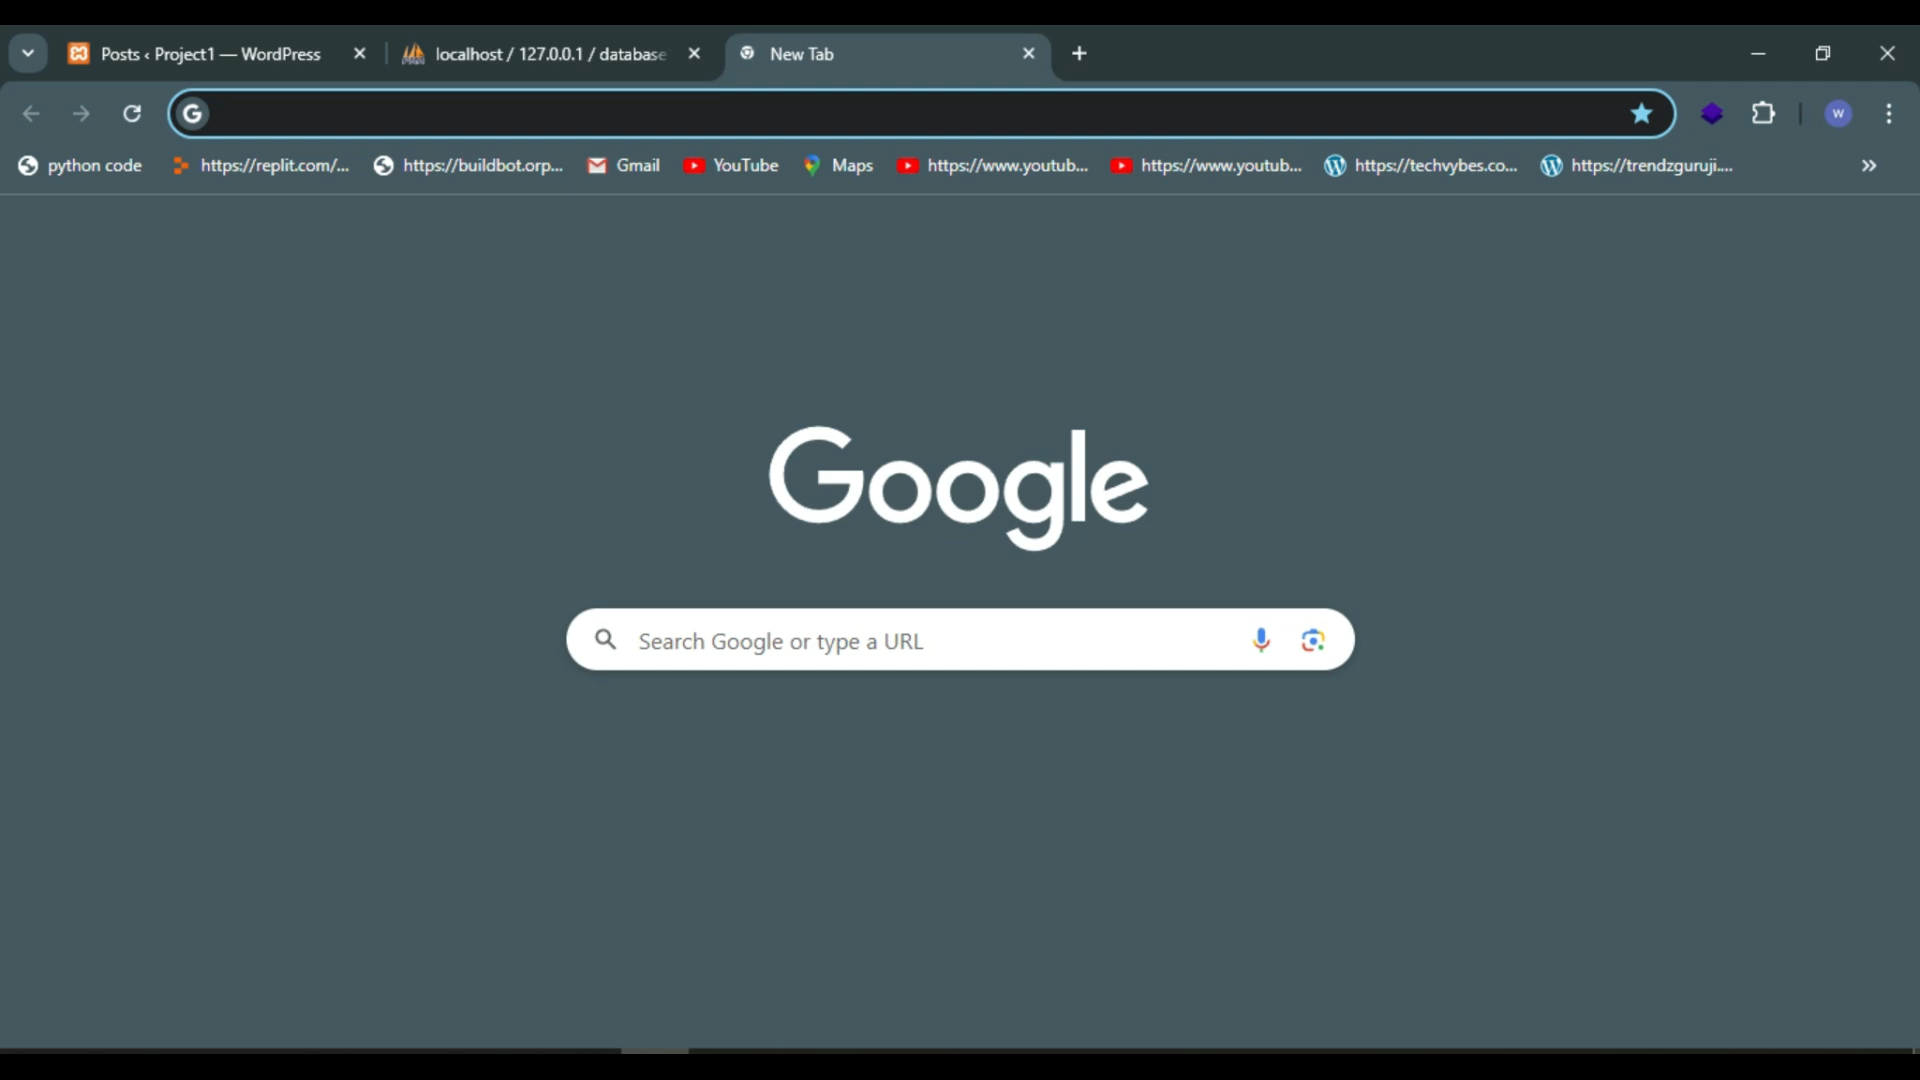 Posts ‹ Project1 — WordPress
localhost / 127.0.0.1 / database
New Tab
G
W
python code
https://replit.com/...
https://buildbot.orp...
Gmail
YouTube
Maps
https://www.youtub...
https://www.youtub...
https://techvybes.co...
https://trendzguruji....
Google
Search Google or type a URL